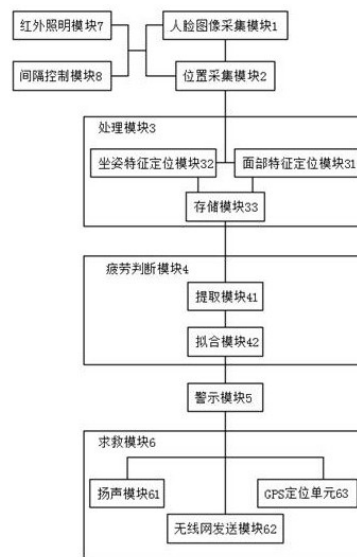 红外照明模块7
人脸图像采集模块1
间隔控制模块8
位置采集模块2
处理模块3
坐姿特征定位模块32
面部特征定位模块31
存储模块33
疲劳判断模块4
提取模块41
拟合模块42
警示模块5
求救模块6
扬声模块61
GPS定位单元63
无线网发送模块62